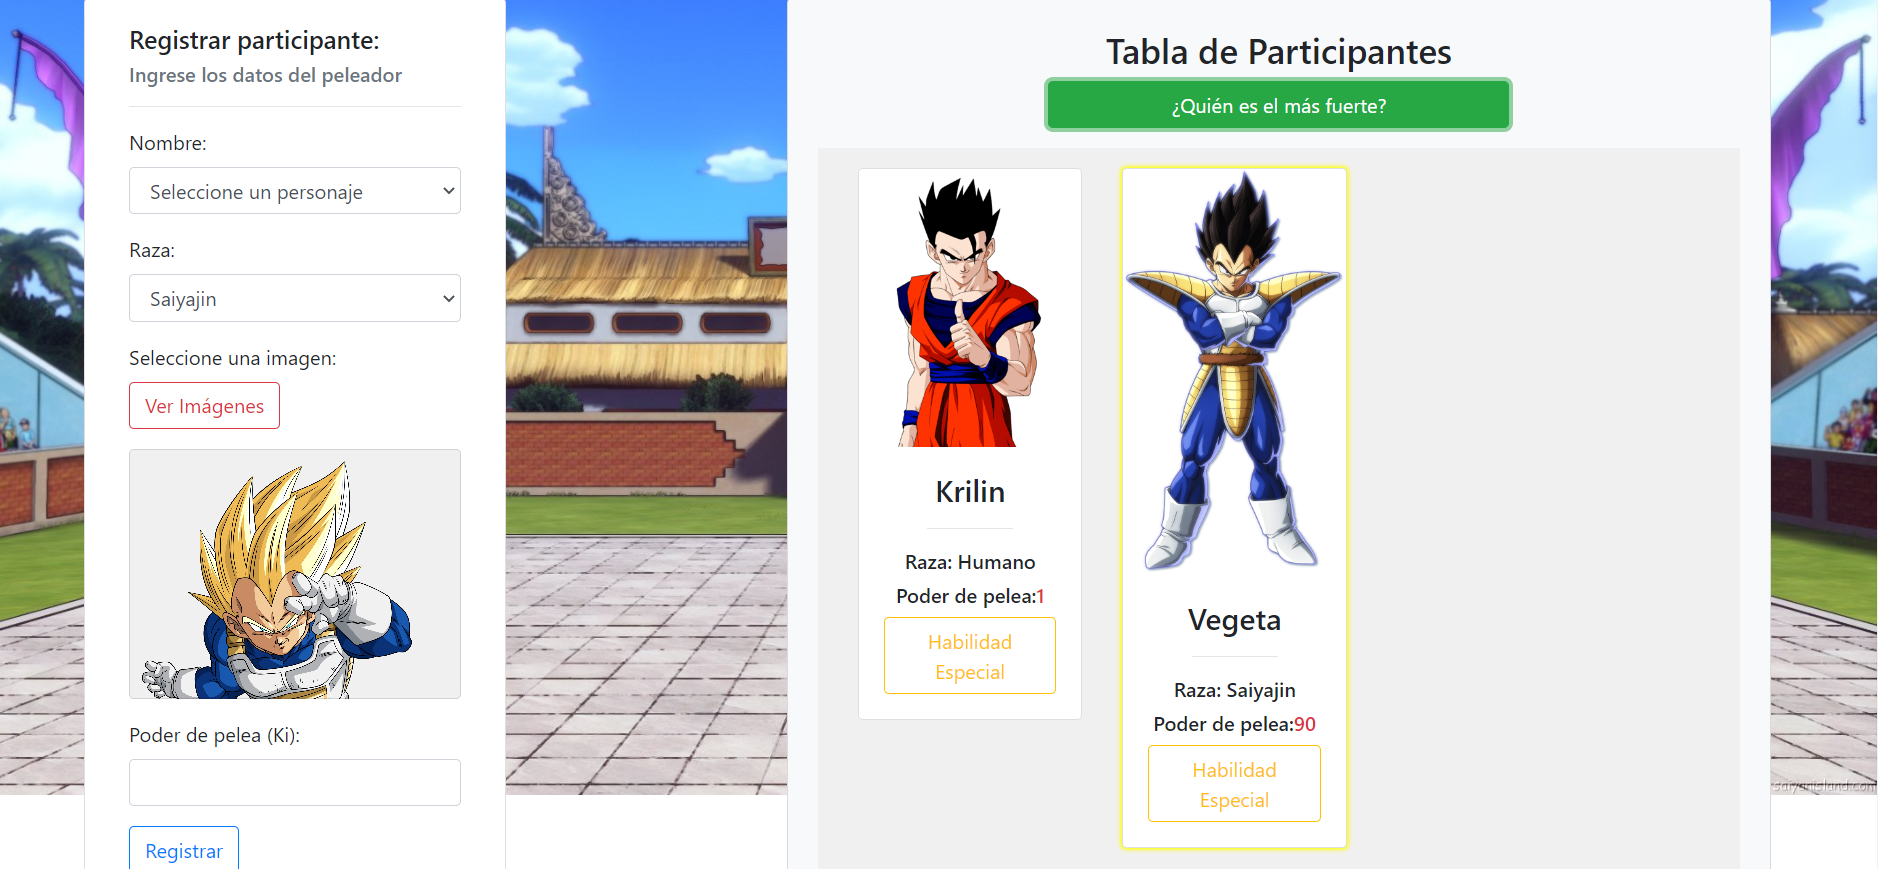 Registrar participante:
Ingrese los datos del peleador
Nombre:
Seleccione un personaje
Raza:
Saiyajin
Seleccione una imagen:
Ver Imágenes
Poder de pelea (Ki):
Registrar
Tabla de Participantes
¿Quién es el más fuerte?
Krilin
Raza: Humano
Poder de pelea:1
Habilidad
Especial
Vegeta
Raza: Saiyajin
Poder de pelea:90
Habilidad
Especial
saiyanisland.com